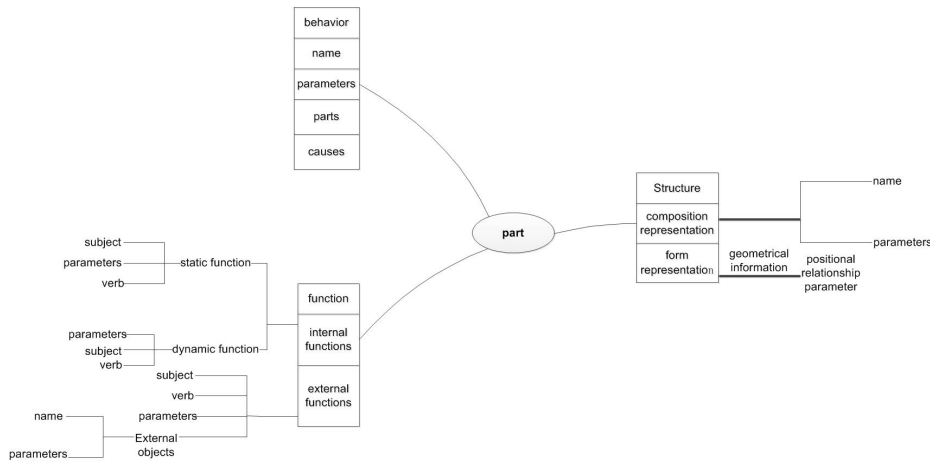 behavior
name
parameters
parts
causes
part
Structure
composition
representation
form
representation
geometrical
information
positional
relationship
parameter
name
parameters
subject
parameters
verb
static function
parameters
subject
verb
dynamic function
function
internal
functions
external
functions
subject
verb
parameters
External
objects
name
parameters